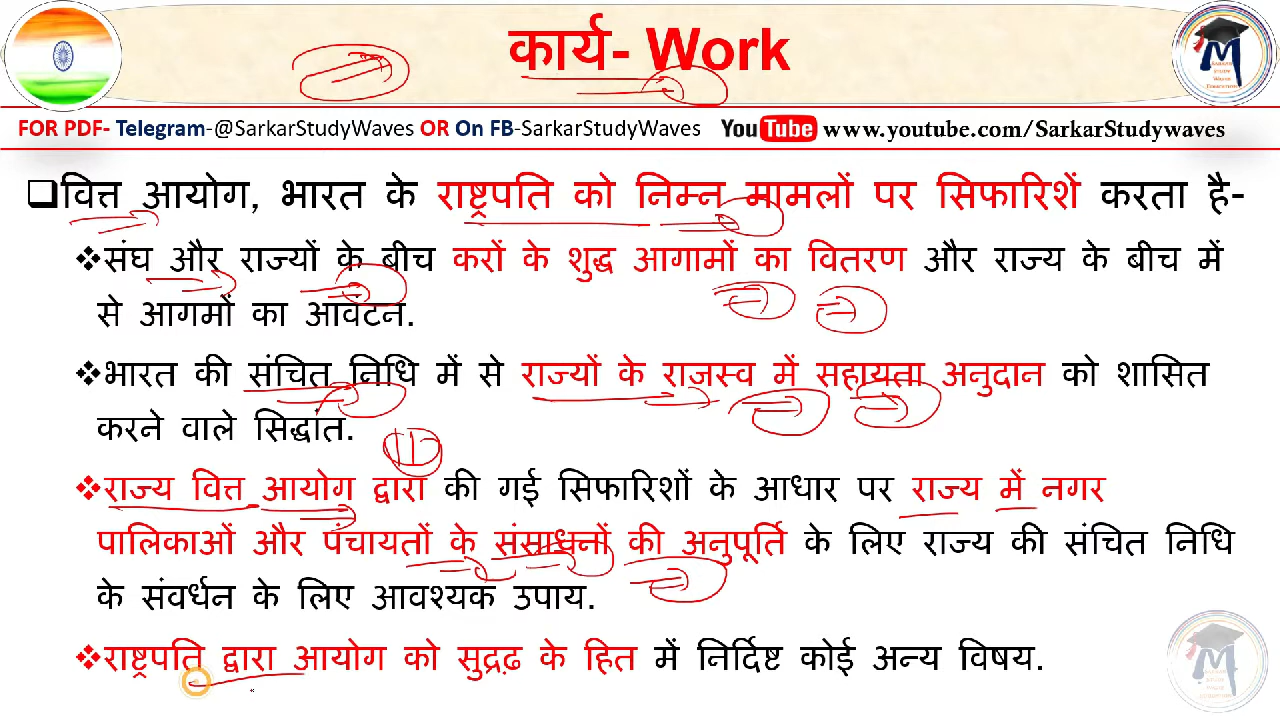 कार्य- Work
FOR PDF- Telegram-@SarkarStudyWaves OR On FB-SarkarStudyWaves YouTube www.youtube.com/SarkarStudywaves
❑वित्त आयोग, भारत के राष्ट्रपति को निम्न मामलों पर सिफारिशें करता है-
❖संघ और राज्यों के बीच करों के शुद्ध आगामों का वितरण और राज्य के बीच में
से आगमों का आवंटन.
❖भारत की संचित निधि में से राज्यों के राजस्व में सहायता अनुदान को शासित
करने वाले सिद्धांत.
❖राज्य वित्त आयोग द्वारा की गई सिफारिशों के आधार पर राज्य में नगर
पालिकाओं और पंचायतों के संसाधनों की अनुपूर्ति के लिए राज्य की संचित निधि
के संवर्धन के लिए आवश्यक उपाय.
❖राष्ट्रपति द्वारा आयोग को सुद्रढ़ के हित में निर्दिष्ट कोई अन्य विषय.